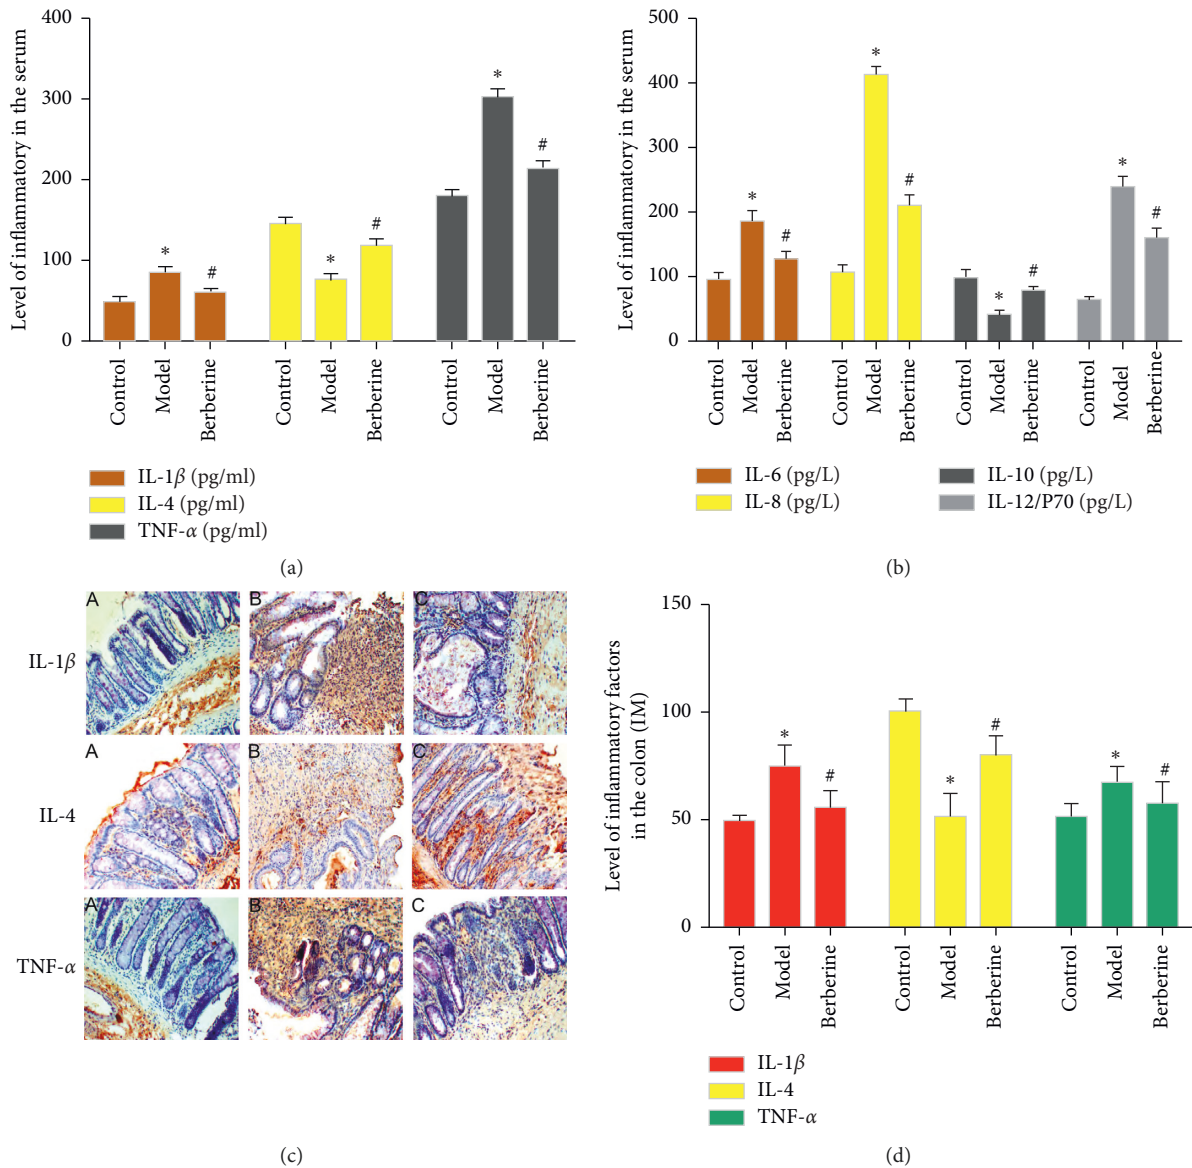 Level of inflammatory in the serum
400
300
200
100
0
*
#
*
#
*
#
Control
Model
Berberine
Control
Model
Berberine
Control
Model
Berberine
IL-1β (pg/ml)
IL-4 (pg/ml)
TNF-α (pg/ml)
(a)
Level of inflammatory in the serum
500
400
300
200
100
0
*
#
*
#
*
#
*
#
Control
Model
Berberine
Control
Model
Berberine
Control
Model
Berberine
Control
Model
Berberine
IL-6 (pg/L)
IL-8 (pg/L)
IL-10 (pg/L)
IL-12/P70 (pg/L)
(b)
A
B
C
IL-1β
A
B
C
IL-4
A
B
C
TNF-α
(c)
Level of inflammatory factors
in the colon (IM)
150
100
50
0
*
#
*
#
*
#
Control
Model
Berberine
Control
Model
Berberine
Control
Model
Berberine
IL-1β
IL-4
TNF-α
(d)